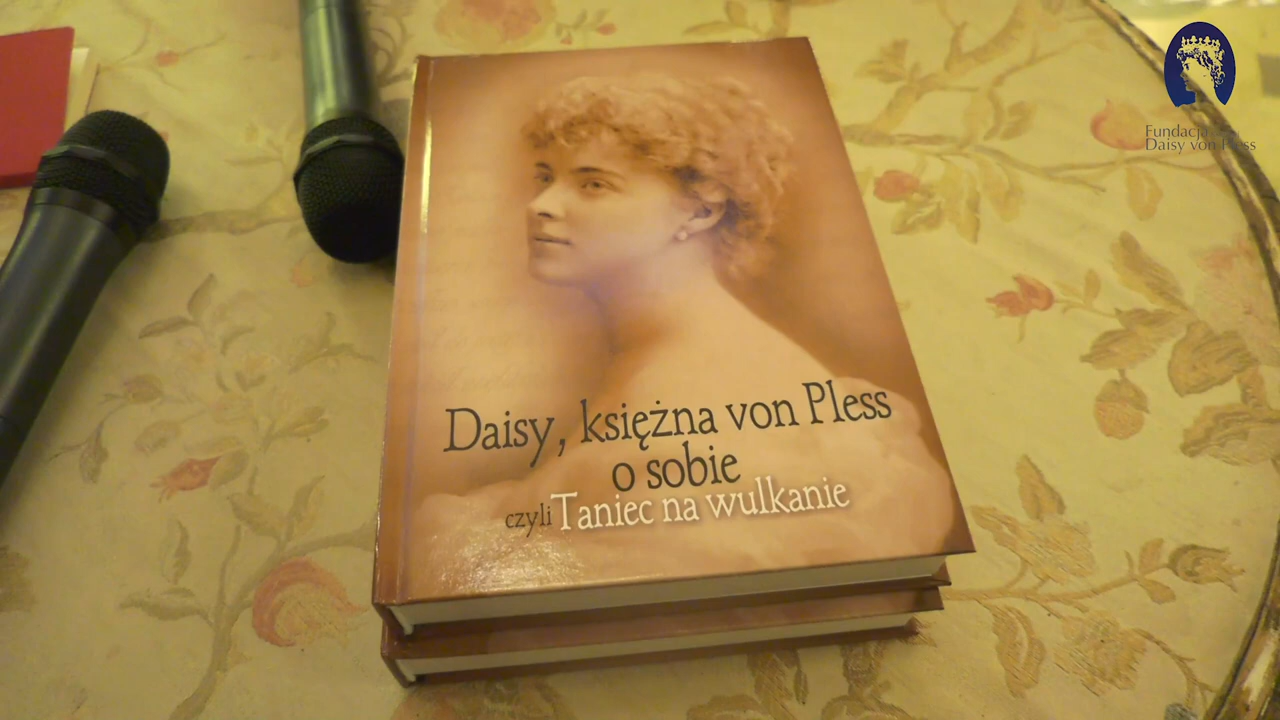 Fundacja
Daisy von Pless
Daisy, księżna von Pless
o sobie
czyli Taniec na wulkanie